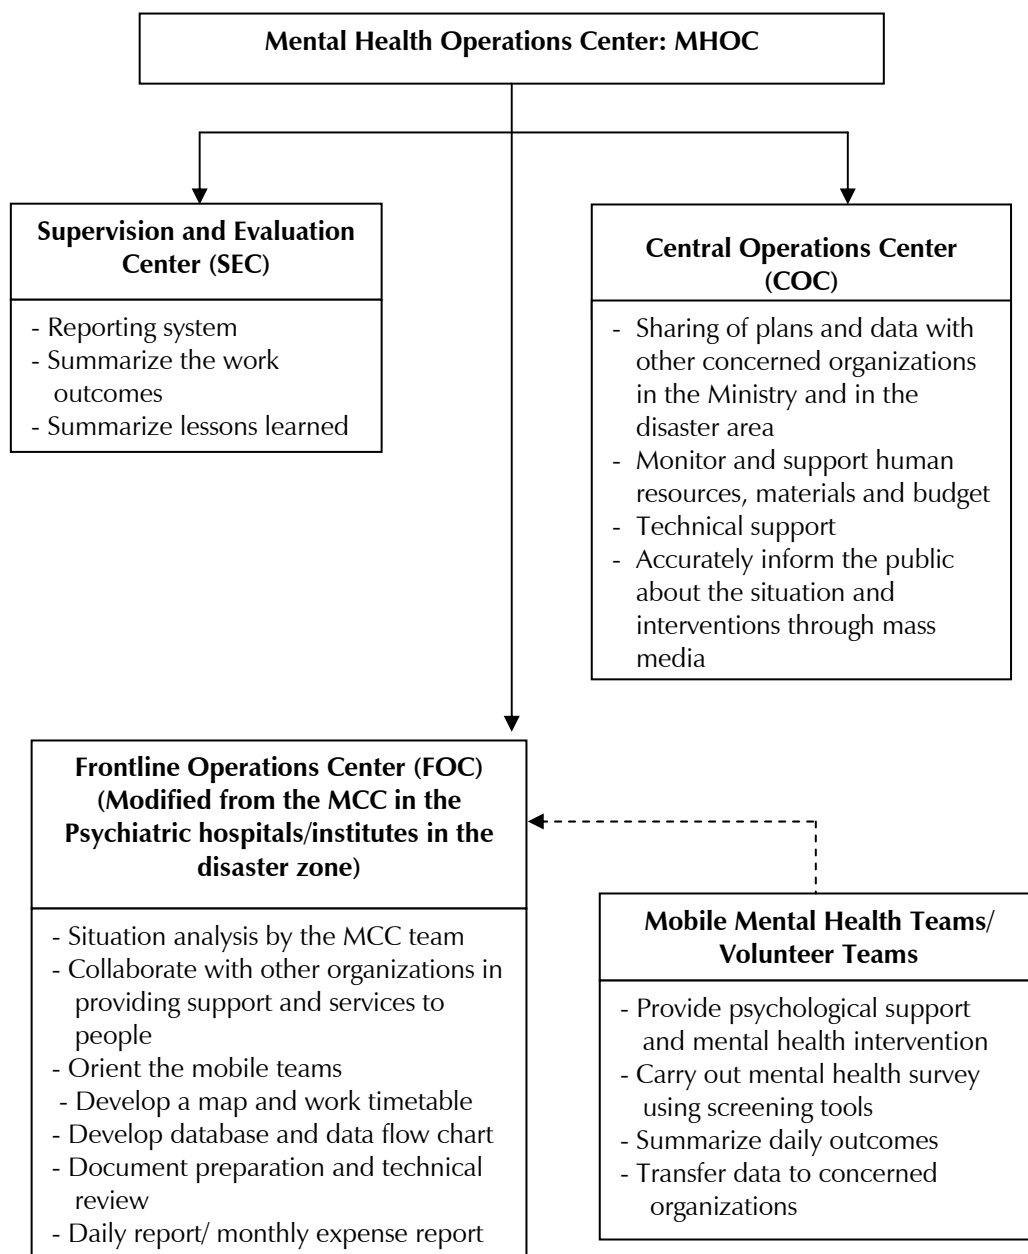 Mental Health Operations Center: MHOC
Supervision and Evaluation
Center (SEC)
- Reporting system
- Summarize the work
outcomes
- Summarize lessons learned
Central Operations Center
(COC)
- Sharing of plans and data with
other concerned organizations
in the Ministry and in the
disaster area
- Monitor and support human
resources, materials and budget
- Technical support
- Accurately inform the public
about the situation and
interventions through mass
media
Frontline Operations Center (FOC)
(Modified from the MCC in the
Psychiatric hospitals/institutes in the
disaster zone)
- Situation analysis by the MCC team
- Collaborate with other organizations in
providing support and services to
people
- Orient the mobile teams
- Develop a map and work timetable
- Develop database and data flow chart
- Document preparation and technical
review
- Daily report/ monthly expense report
Mobile Mental Health Teams/
Volunteer Teams
- Provide psychological support
and mental health intervention
- Carry out mental health survey
using screening tools
- Summarize daily outcomes
- Transfer data to concerned
organizations